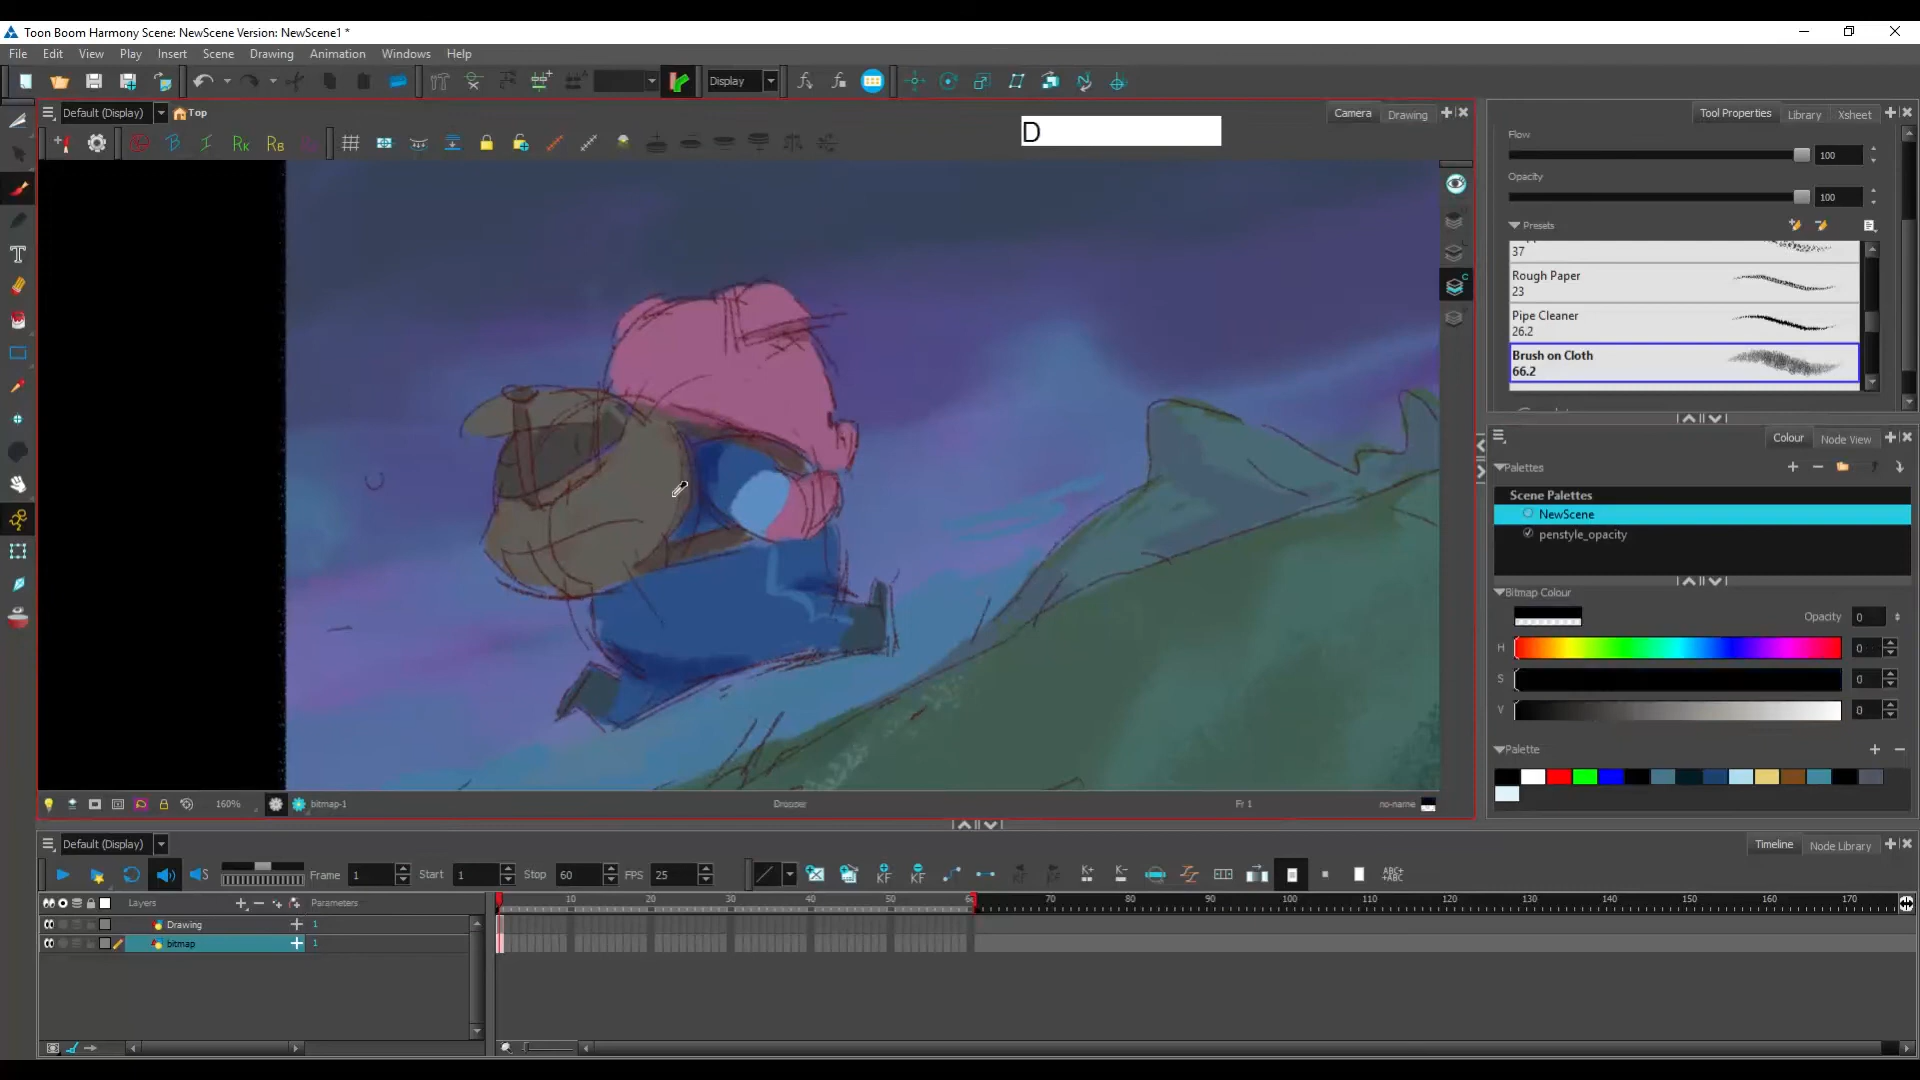 Toon Boom Harmony Scene: NewScene Version: NewScene1 *
File Edit View Play Insert Scene Drawing Animation Windows Help
Display
Default (Display) Top Camera Drawing
D
Tool Properties Library Xsheet
Flow
100
Opacity
100
Presets
37
Rough Paper
23
Pipe Cleaner
26.2
Brush on Cloth
66.2
Colour Node View
Palettes
Scene Palettes
NewScene
penstyle_opacity
Bitmap Colour
Opacity 0
H 0
S 0
V 0
Palette
160% bitmap-1 Dropper Fr 1 no-name
Default (Display) Timeline Node Library
Frame 1 Start 1 Stop 60 FPS 25
Layers Parameters 10 20 30 40 50 60 70 80 90 100 110 120 130 140 150 160 170
Drawing 1
bitmap 1